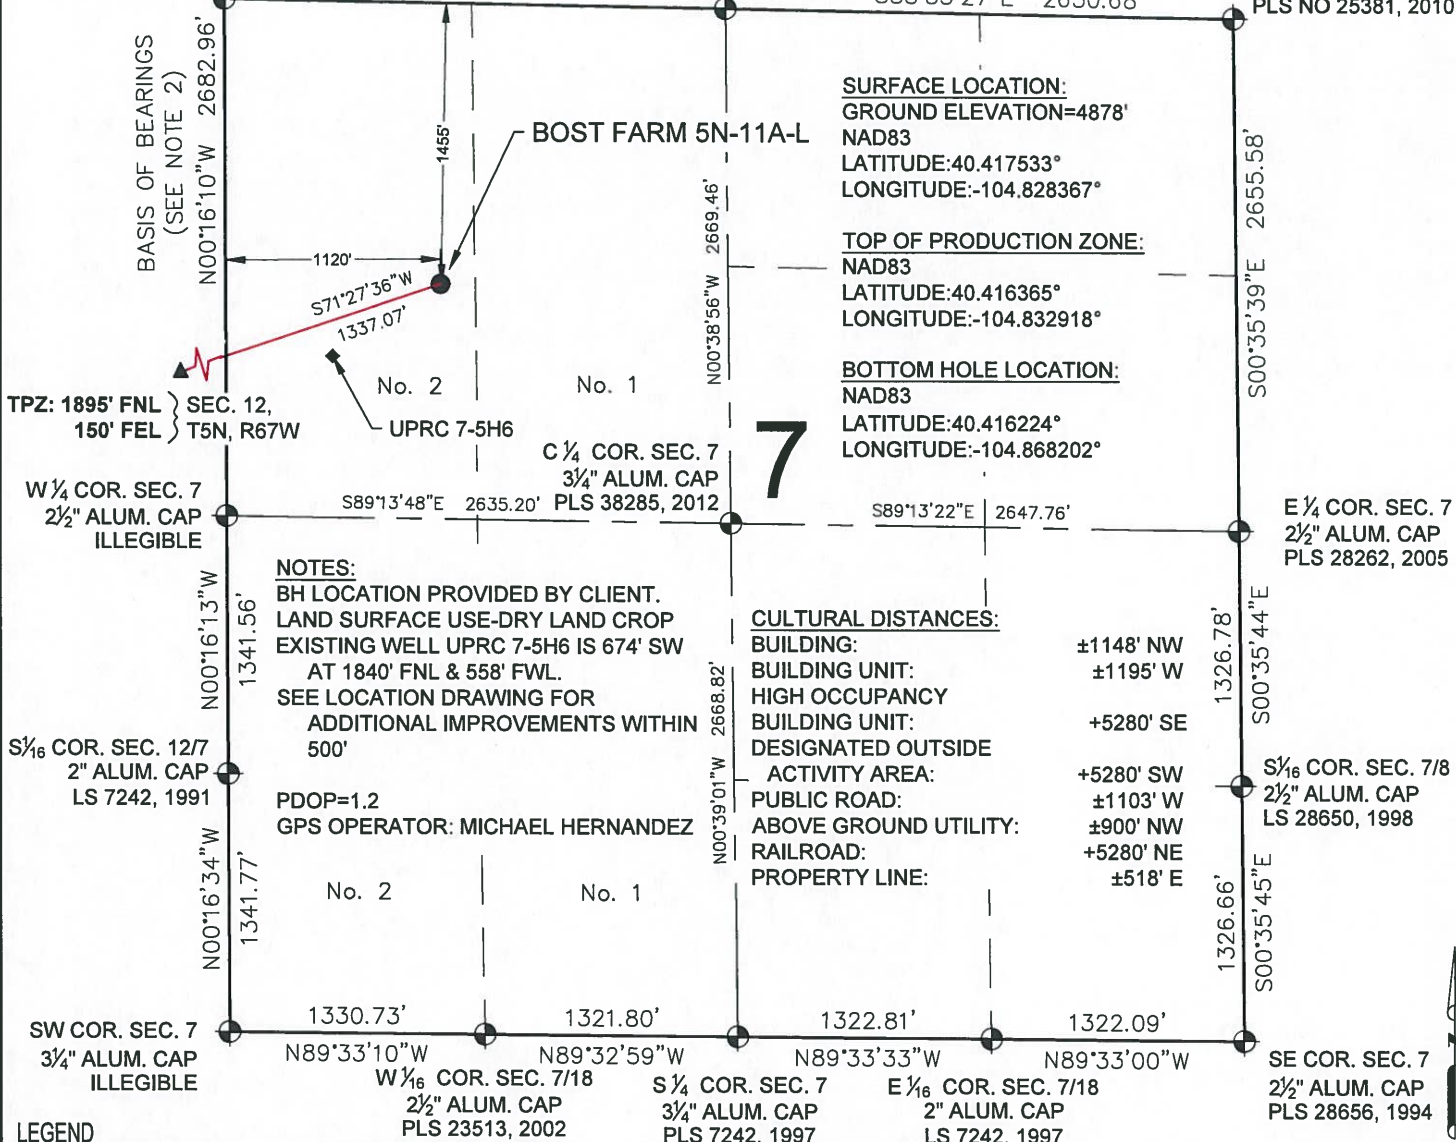 PLS NO 25381, 2010
2650.68'
BASIS OF BEARINGS
(SEE NOTE 2)
N00°16'10"W 2682.96'
1455'
BOST FARM 5N-11A-L
1120'
S71°27'36"W
1337.07'
No. 2
No. 1
UPRC 7-5H6
TPZ: 1895' FNL } SEC. 12,
150' FEL } T5N, R67W
N00°38'56"W 2669.46'
SURFACE LOCATION:
GROUND ELEVATION=4878'
NAD83
LATITUDE:40.417533°
LONGITUDE:-104.828367°
TOP OF PRODUCTION ZONE:
NAD83
LATITUDE:40.416365°
LONGITUDE:-104.832918°
BOTTOM HOLE LOCATION:
NAD83
LATITUDE:40.416224°
LONGITUDE:-104.868202°
S00°35'39"E 2655.58'
7
C ¼ COR. SEC. 7
3¼" ALUM. CAP
PLS 38285, 2012
W ¼ COR. SEC. 7
2½" ALUM. CAP
ILLEGIBLE
S89°13'48"E 2635.20'
S89°13'22"E 2647.76'
E ¼ COR. SEC. 7
2½" ALUM. CAP
PLS 28262, 2005
NOTES:
BH LOCATION PROVIDED BY CLIENT.
LAND SURFACE USE-DRY LAND CROP
EXISTING WELL UPRC 7-5H6 IS 674' SW
AT 1840' FNL & 558' FWL.
SEE LOCATION DRAWING FOR
ADDITIONAL IMPROVEMENTS WITHIN
500'
PDOP=1.2
GPS OPERATOR: MICHAEL HERNANDEZ
N00°16'13"W
1341.56'
S1/16 COR. SEC. 12/7
2" ALUM. CAP
LS 7242, 1991
N00°16'34"W
1341.77'
N00°39'01"W 2668.82'
CULTURAL DISTANCES:
BUILDING: ±1148' NW
BUILDING UNIT: ±1195' W
HIGH OCCUPANCY
BUILDING UNIT: +5280' SE
DESIGNATED OUTSIDE
ACTIVITY AREA: +5280' SW
PUBLIC ROAD: ±1103' W
ABOVE GROUND UTILITY: ±900' NW
RAILROAD: +5280' NE
PROPERTY LINE: ±518' E
1326.78'
S00°35'44"E
S1/16 COR. SEC. 7/8
2½" ALUM. CAP
LS 28650, 1998
1326.66'
S00°35'45"E
No. 2
No. 1
SW COR. SEC. 7
3¼" ALUM. CAP
ILLEGIBLE
1330.73'
N89°33'10"W
1321.80'
N89°32'59"W
1322.81'
N89°33'33"W
1322.09'
N89°33'00"W
W 1/16 COR. SEC. 7/18
2½" ALUM. CAP
PLS 23513, 2002
S ¼ COR. SEC. 7
3¼" ALUM. CAP
PLS 7242, 1997
E 1/16 COR. SEC. 7/18
2" ALUM. CAP
LS 7242, 1997
SE COR. SEC. 7
2½" ALUM. CAP
PLS 28656, 1994
LEGEND